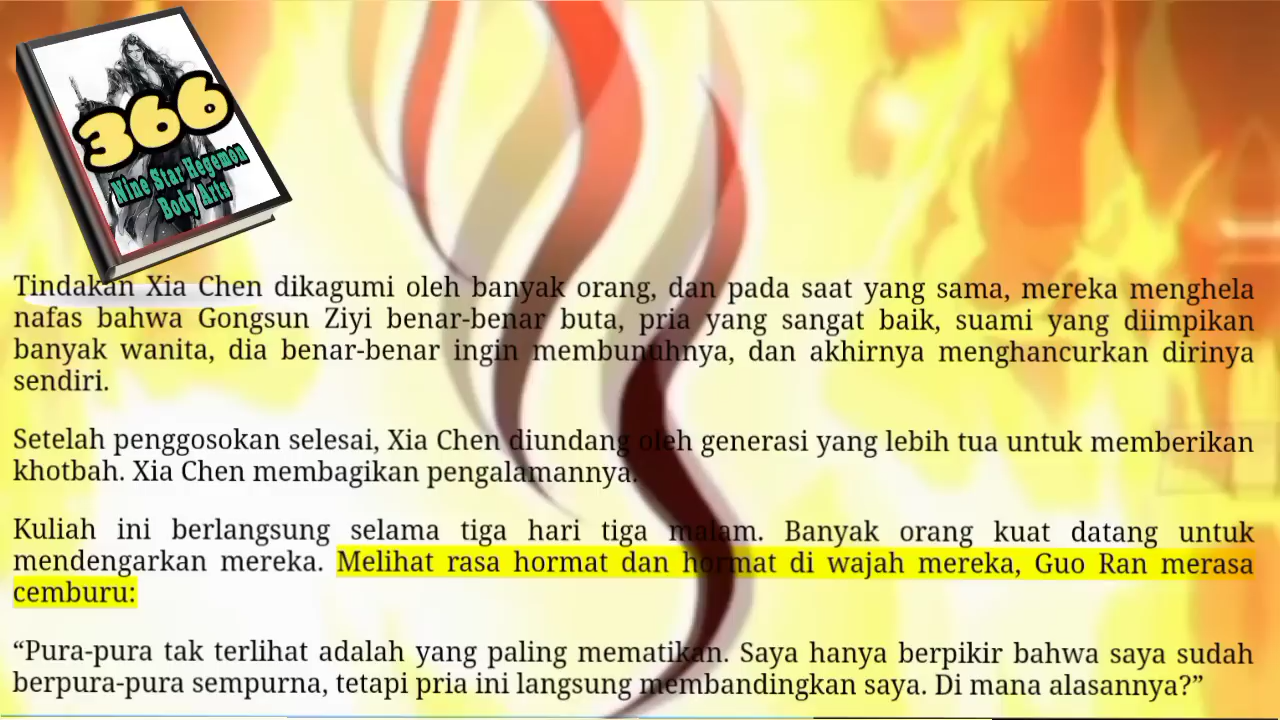 366
Nine Star Hegemon
Body Arts
Tindakan Xia Chen dikagumi oleh banyak orang, dan pada saat yang sama, mereka menghela
nafas bahwa Gongsun Ziyi benar-benar buta, pria yang sangat baik, suami yang diimpikan
banyak wanita, dia benar-benar ingin membunuhnya, dan akhirnya menghancurkan dirinya
sendiri.
Setelah penggosokan selesai, Xia Chen diundang oleh generasi yang lebih tua untuk memberikan
khotbah. Xia Chen membagikan pengalamannya.
Kuliah ini berlangsung selama tiga hari tiga malam. Banyak orang kuat datang untuk
mendengarkan mereka. Melihat rasa hormat dan hormat di wajah mereka, Guo Ran merasa
cemburu:
“Pura-pura tak terlihat adalah yang paling mematikan. Saya hanya berpikir bahwa saya sudah
berpura-pura sempurna, tetapi pria ini langsung membandingkan saya. Di mana alasannya?”